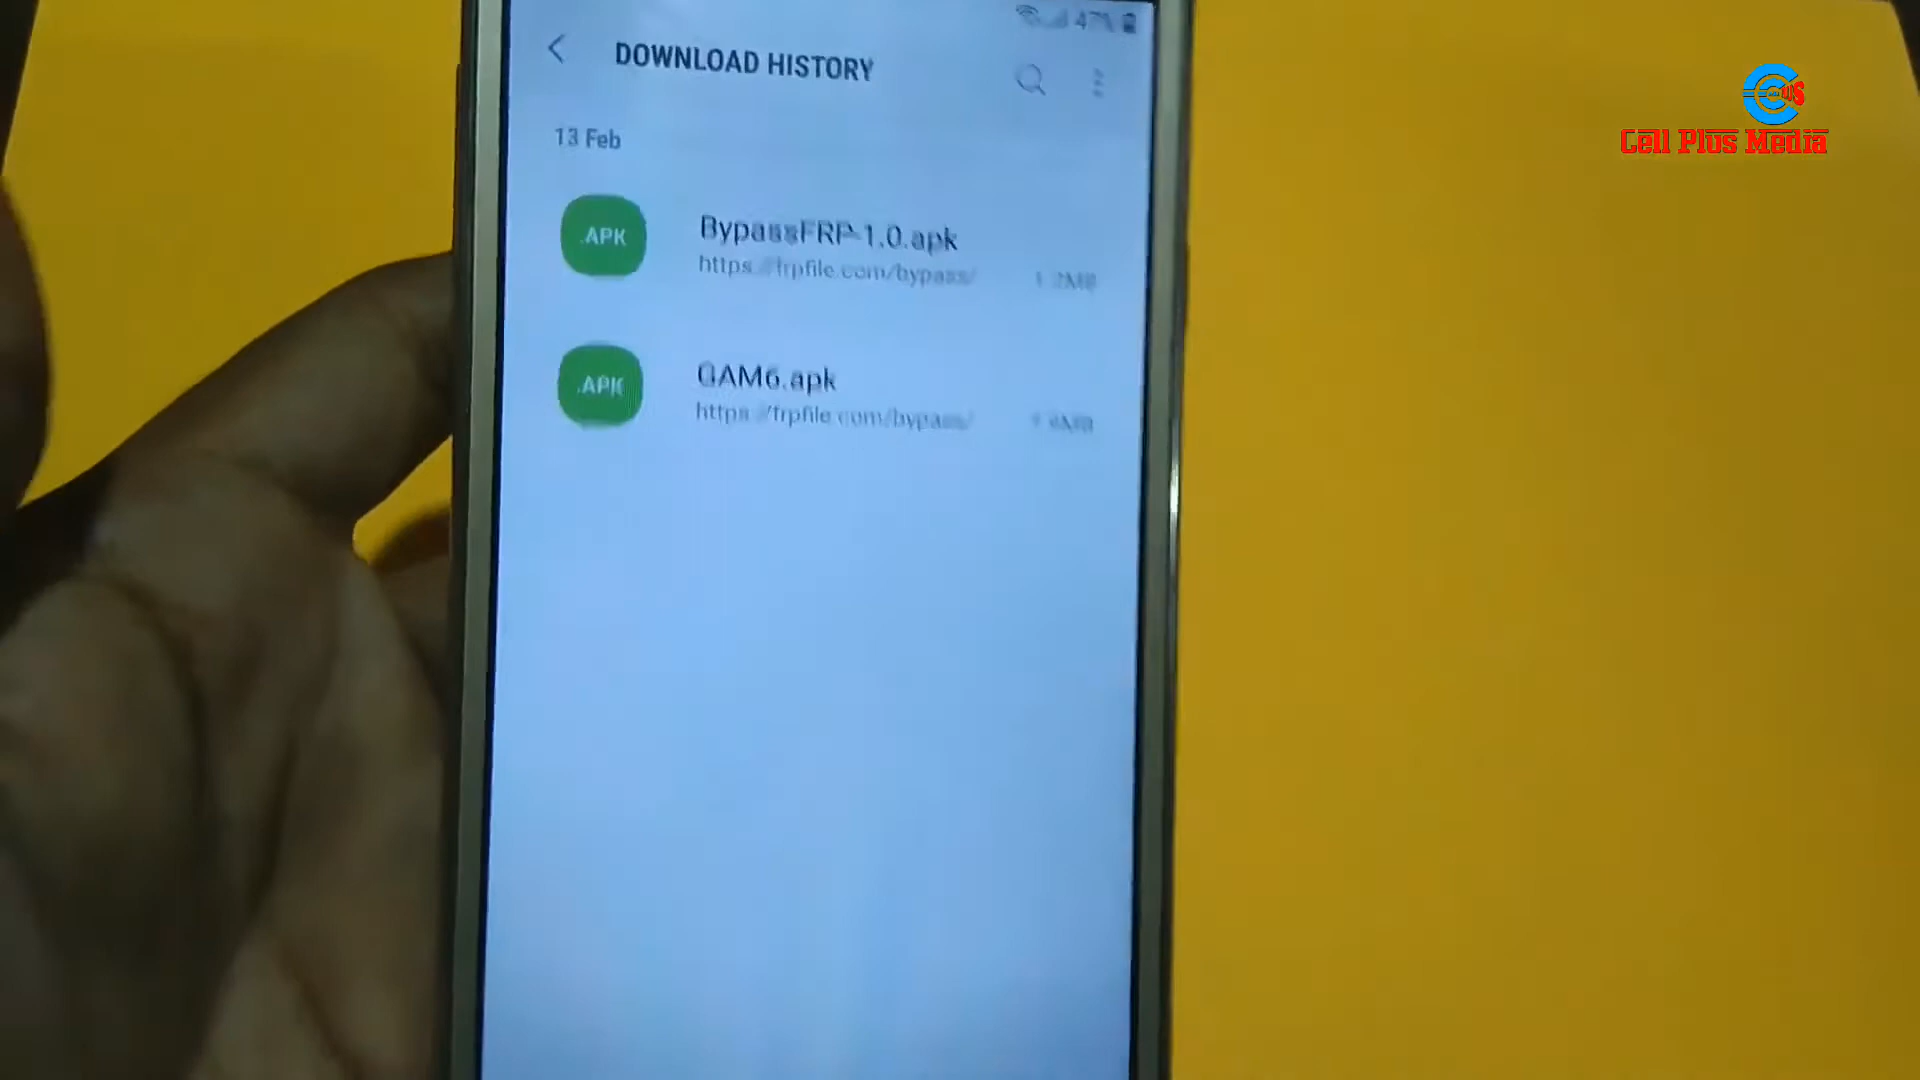 47%
DOWNLOAD HISTORY
Cell Plus Media
13 Feb
.APK
BypassFRP-1.0.apk
https://frpfile.com/bypass/
.APK
GAM6.apk
https://frpfile.com/bypass/